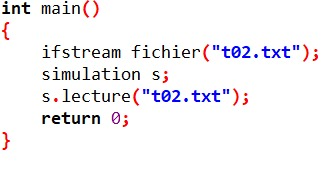 int main()
{
    ifstream fichier("t02.txt");
    simulation s;
    s.lecture("t02.txt");
    return 0;
}